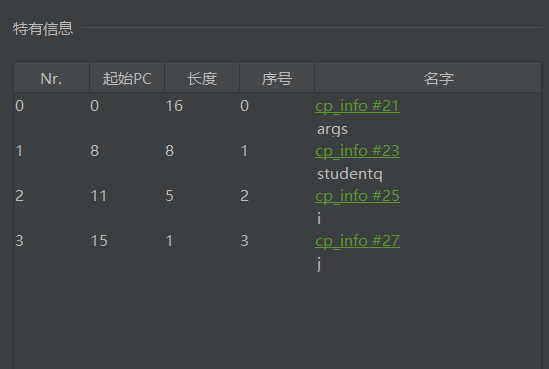 特有信息
Nr. 起始PC 长度 序号 名字
0 0 16 0 cp_info #21
args
1 8 8 1 cp_info #23
studentq
2 11 5 2 cp_info #25
i
3 15 1 3 cp_info #27
j